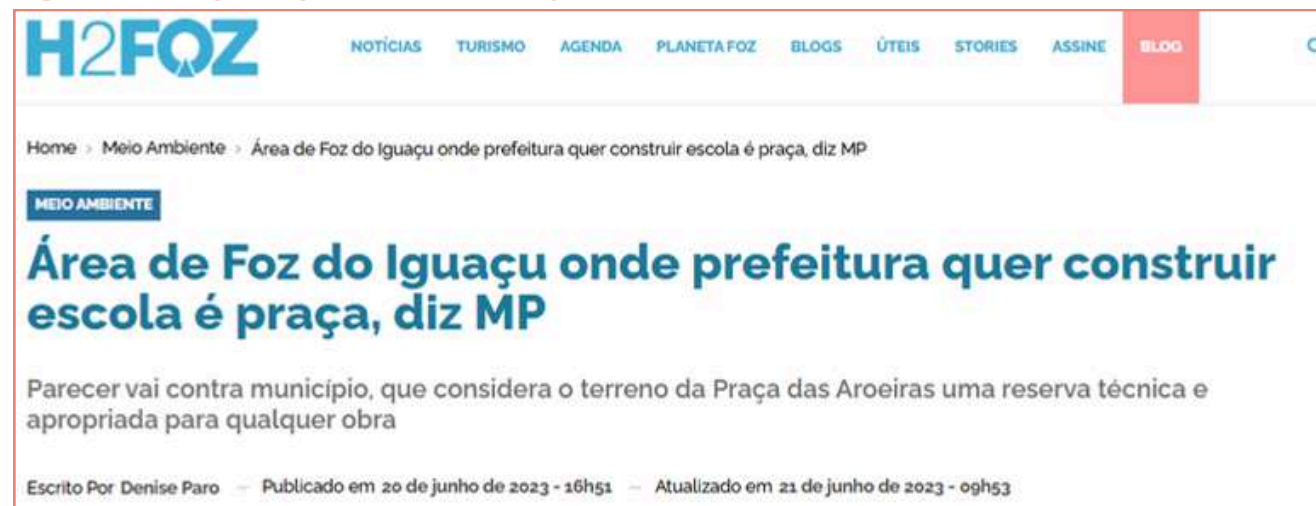 H2FOZ NOTÍCIAS TURISMO AGENDA PLANETA FOZ BLOGS ÚTEIS STORIES ASSINE BLOG
Home > Meio Ambiente > Área de Foz do Iguaçu onde prefeitura quer construir escola é praça, diz MP
MEIO AMBIENTE
Área de Foz do Iguaçu onde prefeitura quer construir
escola é praça, diz MP
Parecer vai contra município, que considera o terreno da Praça das Aroeiras uma reserva técnica e
apropriada para qualquer obra
Escrito Por Denise Paro — Publicado em 20 de junho de 2023 - 16h51 — Atualizado em 21 de junho de 2023 - 09h53